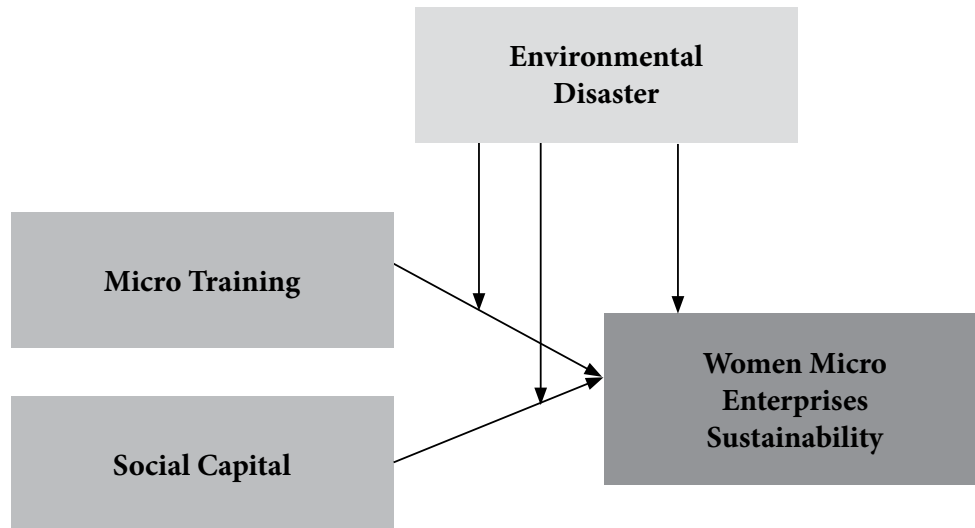 Environmental
Disaster
Micro Training
Social Capital
Women Micro
Enterprises
Sustainability